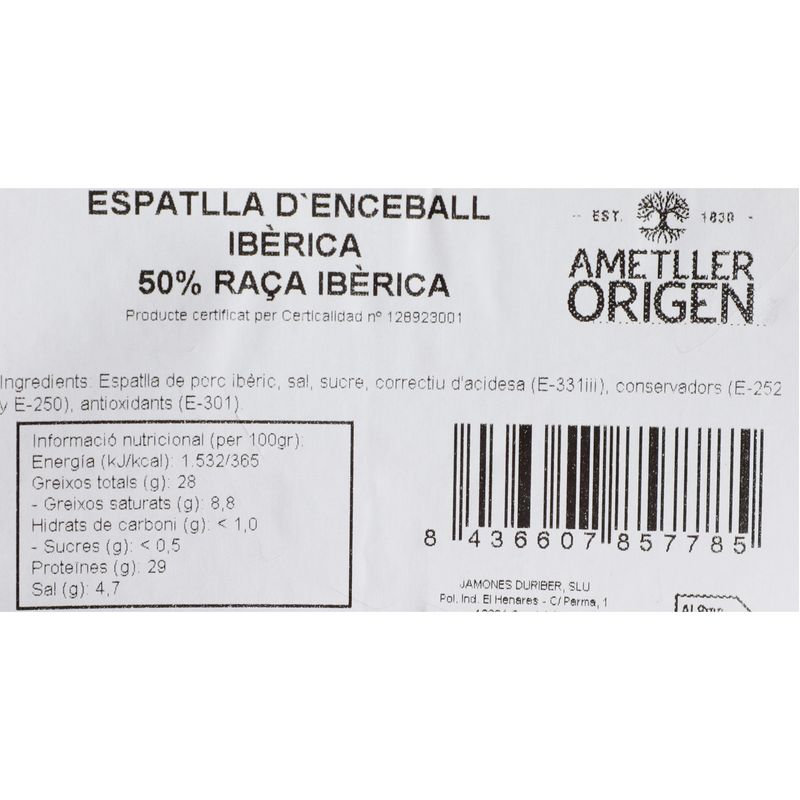 ESPATLLA D`ENCEBALL
IBÈRICA
50% RAÇA IBÈRICA
Producte certificat per Certicalidad nº 128923001
EST. 1830
AMETLLER
ORIGEN
Ingredients: Espatlla de porc ibèric, sal, sucre, correctiu d'acidesa (E-331iii), conservadors (E-252
y E-250), antioxidants (E-301).
Informació nutricional (per 100gr):
Energía (kJ/kcal): 1.532/365
Greixos totals (g): 28
- Greixos saturats (g): 8,8
Hidrats de carboni (g): < 1,0
- Sucres (g): < 0,5
Proteïnes (g): 29
Sal (g): 4,7
8 436607 857785
JAMONES DURIBER, SLU
Pol. Ind. El Henares - C/ Parma, 1